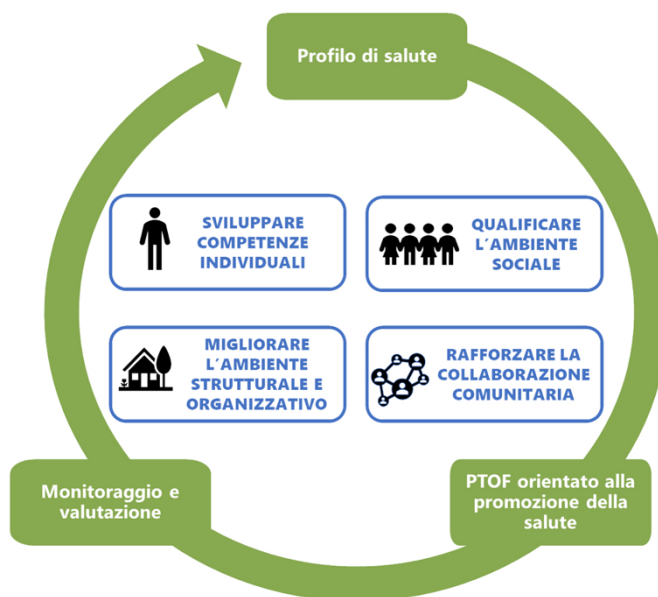 Profilo di salute
SVILUPPARE
COMPETENZE
INDIVIDUALI
QUALIFICARE
L´AMBIENTE
SOCIALE
MIGLIORARE
L´AMBIENTE
STRUTTURALE E
ORGANIZZATIVO
RAFFORZARE LA
COLLABORAZIONE
COMUNITARIA
Monitoraggio e
valutazione
PTOF orientato alla
promozione della
salute